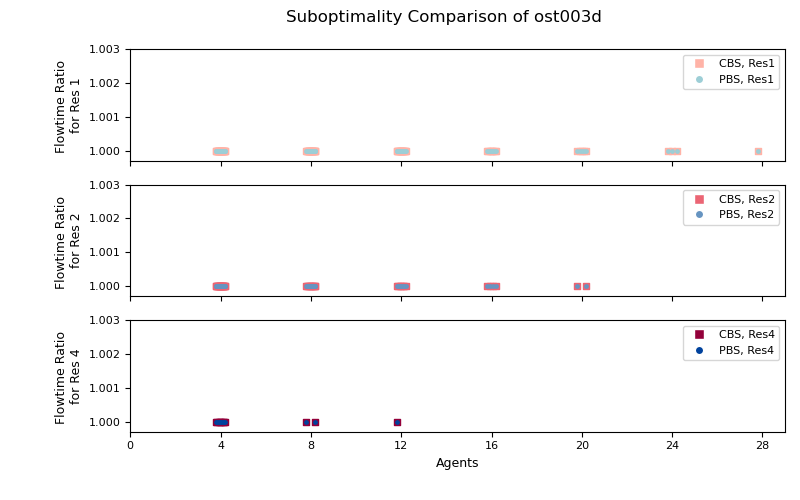 Suboptimality Comparison of ost003d
Flowtime Ratio
for Res 1
1.003
1.002
1.001
1.000
CBS, Res1
PBS, Res1
Flowtime Ratio
for Res 2
1.003
1.002
1.001
1.000
CBS, Res2
PBS, Res2
Flowtime Ratio
for Res 4
1.003
1.002
1.001
1.000
CBS, Res4
PBS, Res4
0 4 8 12 16 20 24 28
Agents